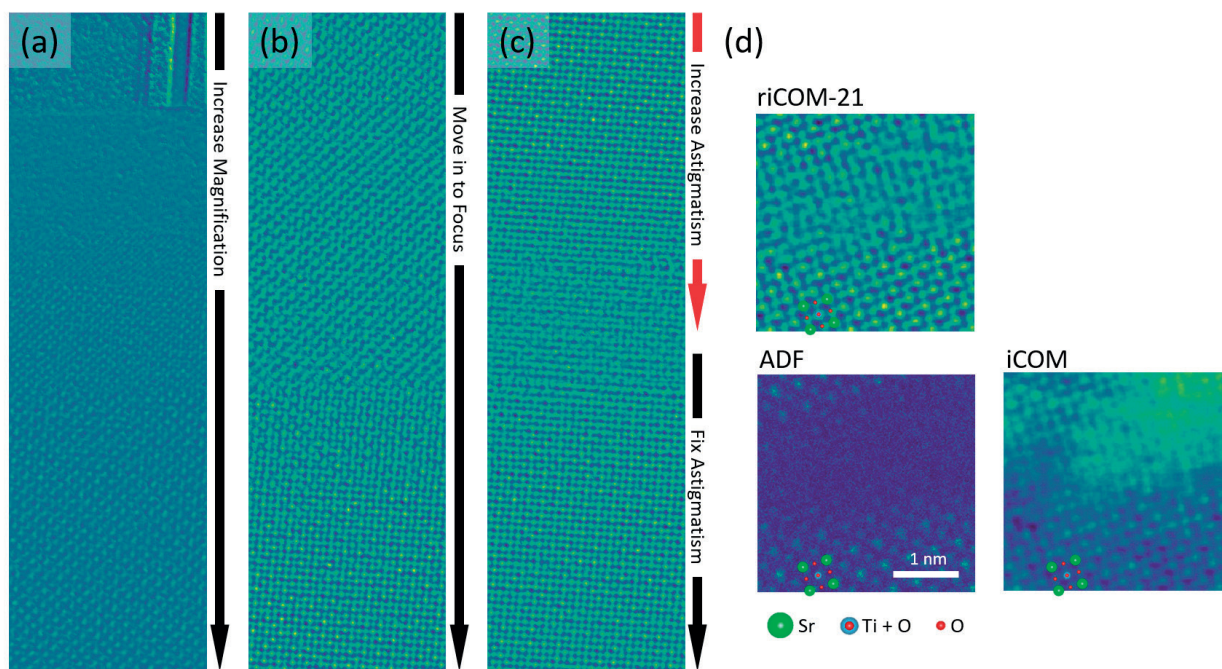 (a)
Increase Magnification
(b)
Move in to Focus
(c)
Increase Astigmatism
Fix Astigmatism
(d)
riCOM-21
ADF
iCOM
1 nm
Sr
Ti + O
O